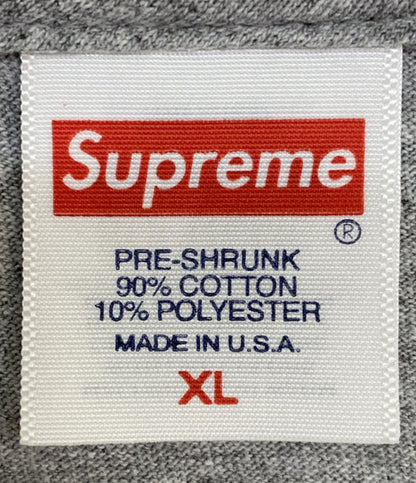 Supreme
®
PRE-SHRUNK
90% COTTON
10% POLYESTER
MADE IN U.S.A.
XL